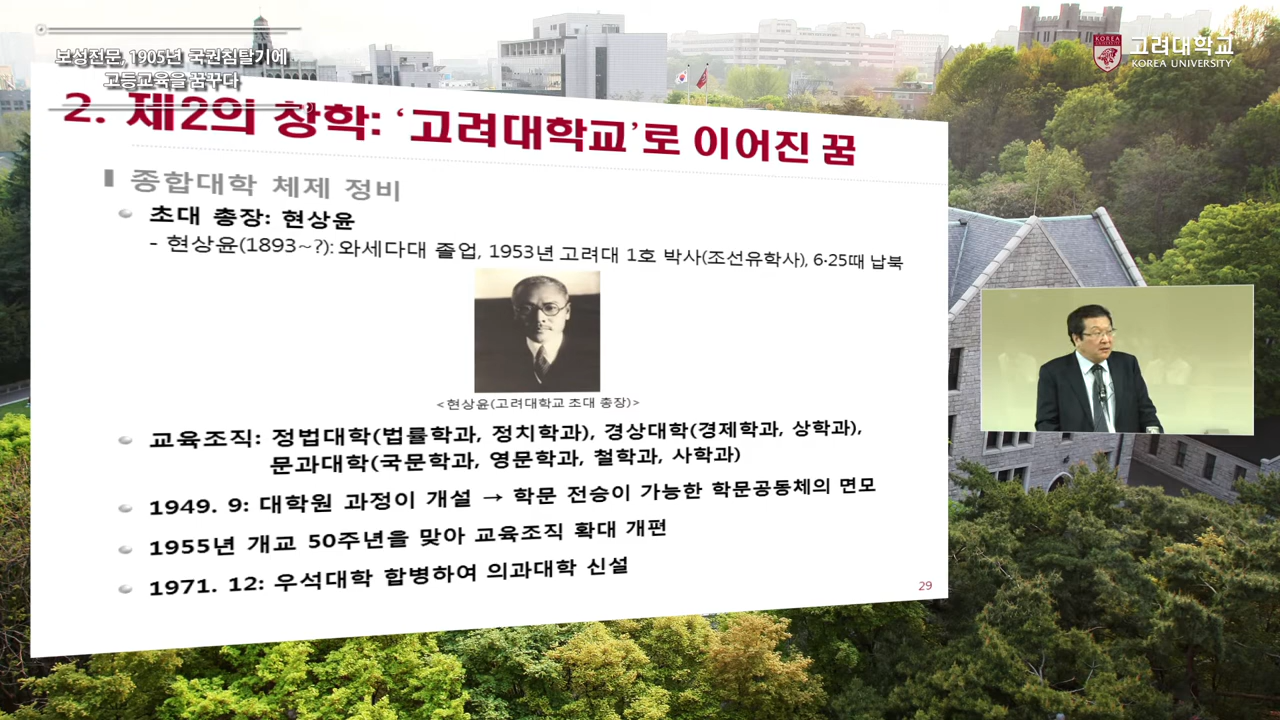 보성전문, 1905년 국권침탈기에
고등교육을 꿈꾸다
KOREA
UNIVERSITY
고려대학교
KOREA UNIVERSITY
2. 제2의 창학: ‘고려대학교’로 이어진 꿈
종합대학 체제 정비
초대 총장: 현상윤
- 현상윤(1893~?): 와세다대 졸업, 1953년 고려대 1호 박사(조선유학사), 6·25때 납북
<현상윤(고려대학교 초대 총장)>
교육조직: 정법대학(법률학과, 정치학과), 경상대학(경제학과, 상학과),
문과대학(국문학과, 영문학과, 철학과, 사학과)
1949. 9: 대학원 과정이 개설 → 학문 전승이 가능한 학문공동체의 면모
1955년 개교 50주년을 맞아 교육조직 확대 개편
1971. 12: 우석대학 합병하여 의과대학 신설
29